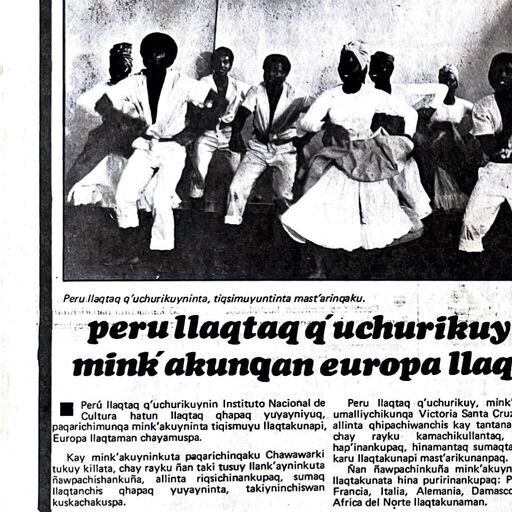 Peru llaqtaq q'uchurikuyninta, tiqsimuyuntinta mast'arinqaku.
peru llaqtaq q'uchurikuy
mink'akunqan europa llaq
Perú llaqtaq q'uchurikuynin Instituto Nacional de
Cultura hatun llaqtaq qhapaq yuyayniyuq,
paqarichimunqa mink'akuyninta tiqismuyu llaqtakunapi,
Europa llaqtaman chayamuspa.
Kay mink'akuyninkuta paqarichinqaku Chawawarki
tukuy killata, chay rayku ñan taki tusuy llank'ayninkuta
ñawpachishankuña, allinta riqsichinankupaq, sumaq
llaqtanchis qhapaq yuyayninta, takiyninchiswan
kuskachakuspa.
Peru llaqtaq q'uchurikuy, mink'
umalliychikunqa Victoria Santa Cruz
allinta qhipachiwanchis kay tantana
chay rayku kamachikullantaq,
hap'inankupaq, hinamantaq sumaqta
karu llaqtakunapi mast'arikunanpaq.
Ñan ñawpachinkuña mink'akuyn
llaqtakunata hina puririnankupaq: P
Francia, Italia, Alemania, Damasco
Africa del Norte llaqtakunaman.